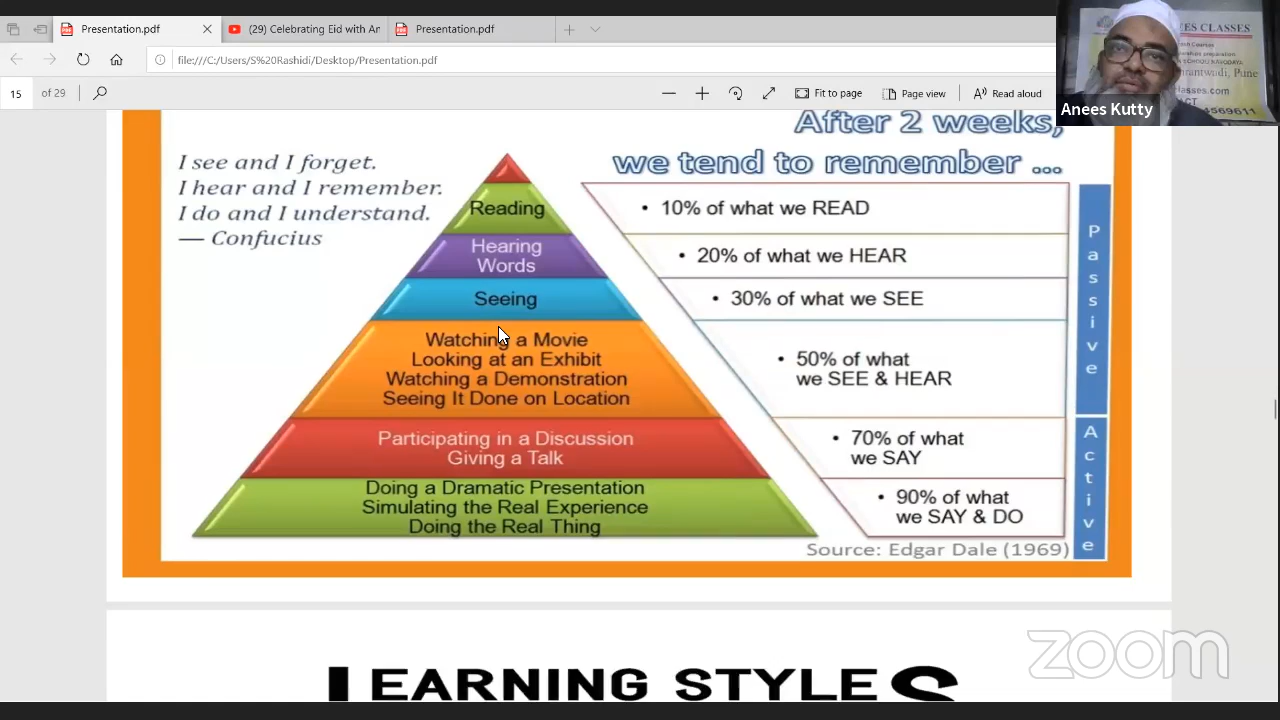 Presentation.pdf
(29) Celebrating Eid with Ar
Presentation.pdf
file:///C:/Users/S%20Rashidi/Desktop/Presentation.pdf
15 of 29
Fit to page
Page view
Read aloud
ES CLASSES
Pune
lasses.com
4569611
Anees Kutty
After 2 weeks,
we tend to remember ...
I see and I forget.
I hear and I remember.
I do and I understand.
— Confucius
Reading
• 10% of what we READ
Hearing
Words
• 20% of what we HEAR
Seeing
• 30% of what we SEE
Watching a Movie
Looking at an Exhibit
Watching a Demonstration
Seeing It Done on Location
• 50% of what
we SEE & HEAR
Passive
Participating in a Discussion
Giving a Talk
• 70% of what
we SAY
Doing a Dramatic Presentation
Simulating the Real Experience
Doing the Real Thing
• 90% of what
we SAY & DO
Active
Source: Edgar Dale (1969)
LEARNING STYLES
zoom